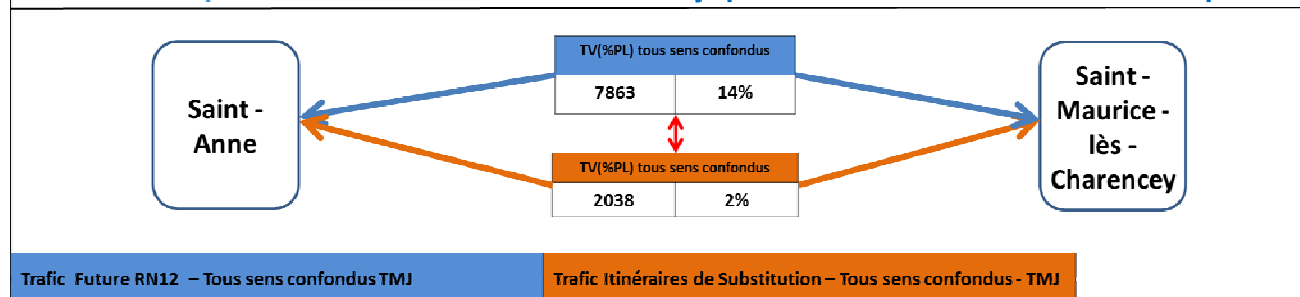 TV(%PL) tous sens confondus
7863 14%
Saint -
Anne
Saint -
Maurice -
lès -
Charencey
TV(%PL) tous sens confondus
2038 2%
Trafic Future RN12 – Tous sens confondus TMJ
Trafic Itinéraires de Substitution – Tous sens confondus - TMJ